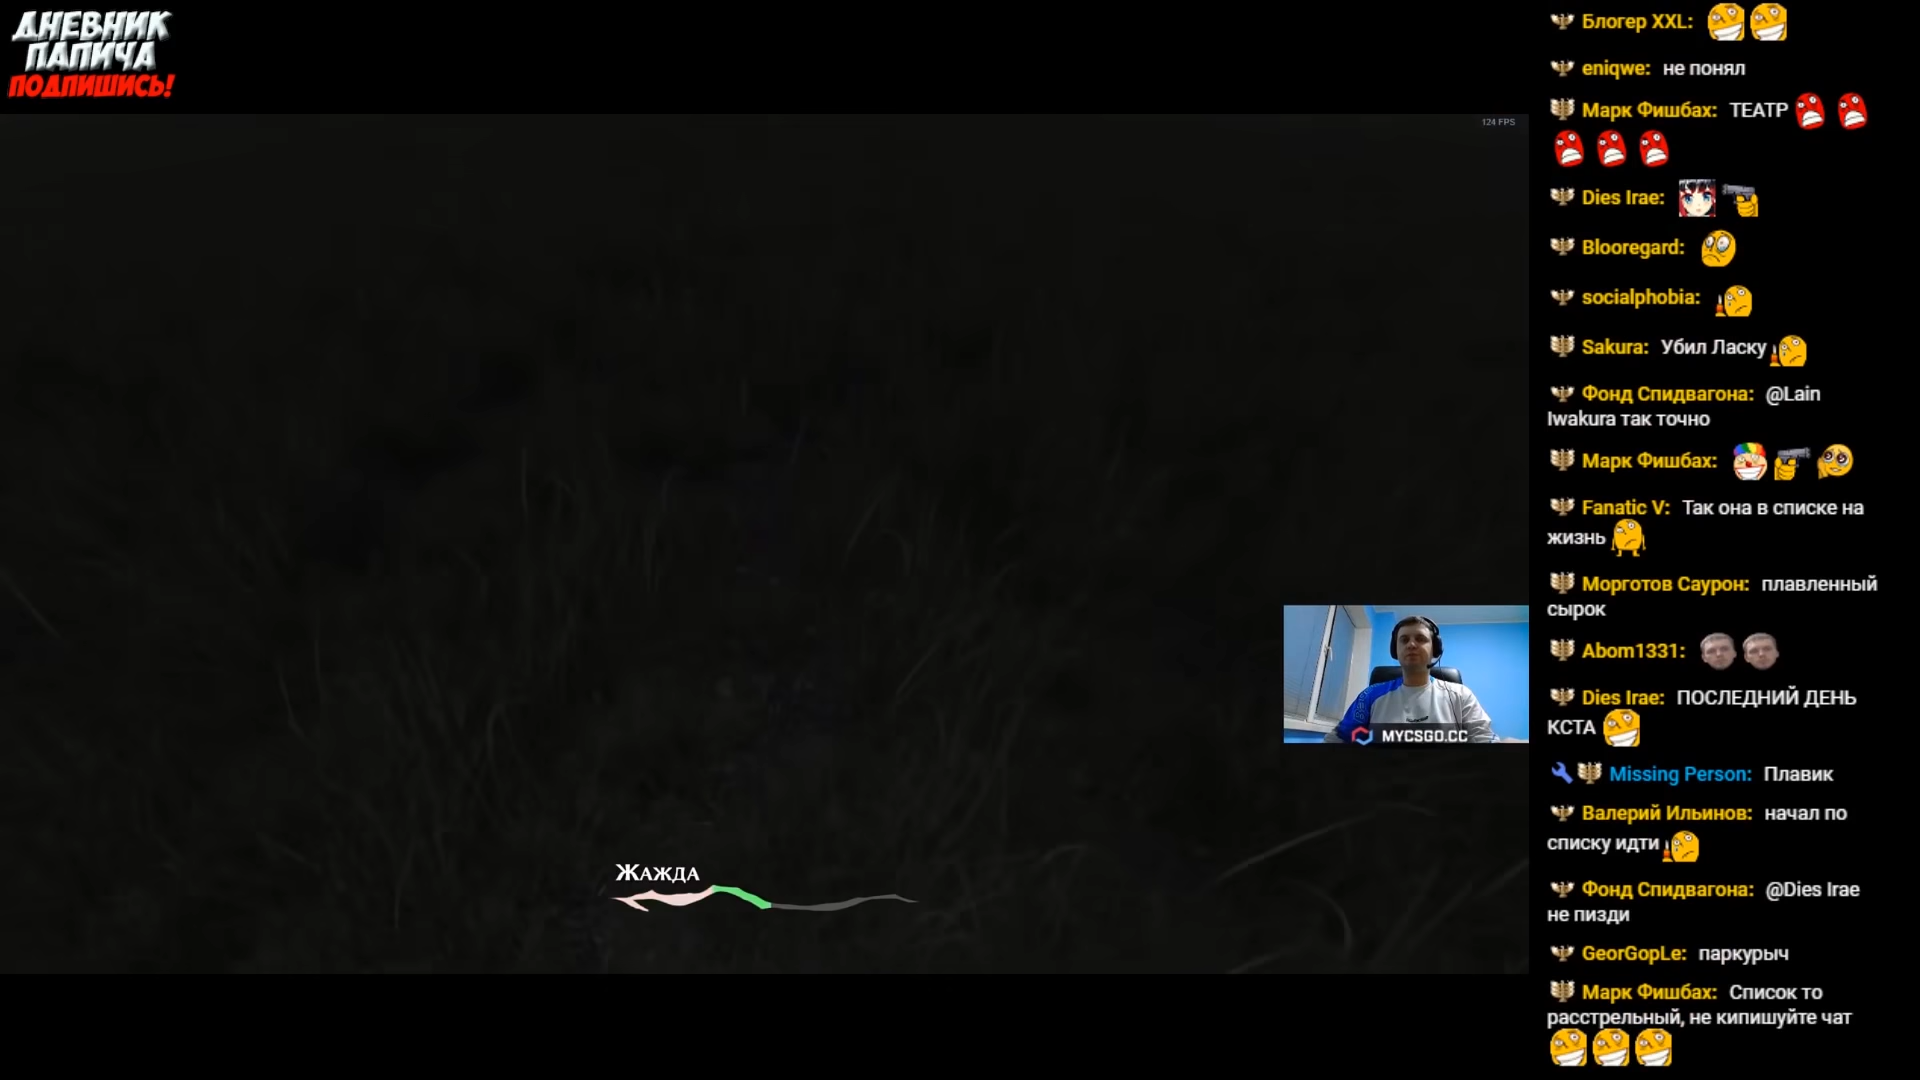 ДНЕВНИК
ПАПИЧА
ПОДПИШИСЬ!
124 FPS
Жажда
MYCSGO.CC
Блогер XXL:
eniqwe: не понял
Марк Фишбах: ТЕАТР
Dies Irae:
Blooregard:
socialphobia:
Sakura: Убил Ласку
Фонд Спидвагона: @Lain
Iwakura так точно
Марк Фишбах:
Fanatic V: Так она в списке на
жизнь
Морготов Саурон: плавленный
сырок
Abom1331:
Dies Irae: ПОСЛЕДНИЙ ДЕНЬ
КСТА
Missing Person: Плавик
Валерий Ильинов: начал по
списку идти
Фонд Спидвагона: @Dies Irae
не пизди
GeorGopLe: паркурыч
Марк Фишбах: Список то
расстрельный, не кипишуйте чат